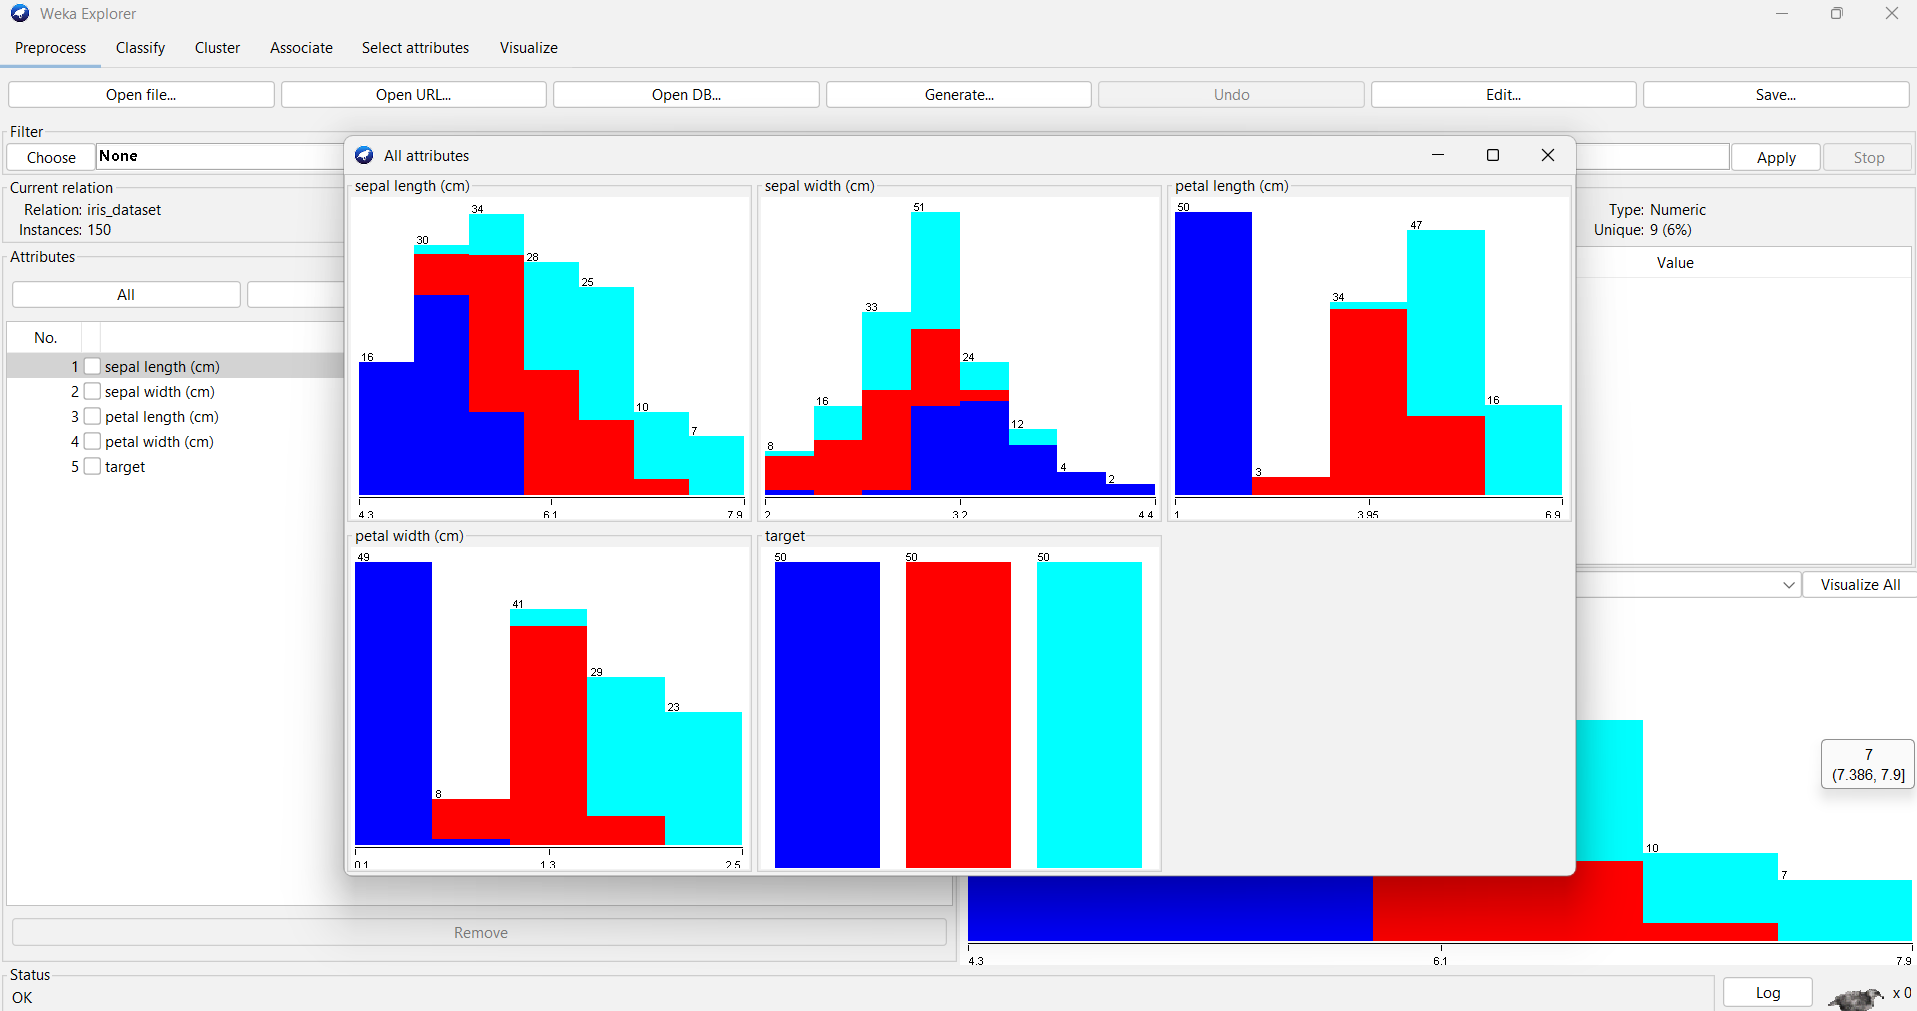 Weka Explorer
Preprocess Classify Cluster Associate Select attributes Visualize
Open file... Open URL... Open DB... Generate... Undo Edit... Save...
Filter
Choose None Apply Stop
Current relation
Relation: iris_dataset
Instances: 150
Type: Numeric
Unique: 9 (6%)
Attributes
All
Value
No.
1 sepal length (cm)
2 sepal width (cm)
3 petal length (cm)
4 petal width (cm)
5 target
Remove
All attributes
sepal length (cm)
16 30 34 28 25 10 7
4.3 6.1 7.9
sepal width (cm)
8 16 33 51 24 12 4 2
2 3.2 4.4
petal length (cm)
50 3 34 47 16
1 3.95 6.9
petal width (cm)
49 8 41 29 23
0.1 1.3 2.5
target
50 50 50
Visualize All
7
(7.386, 7.9]
10 7
4.3 6.1 7.9
Status
OK
Log x 0